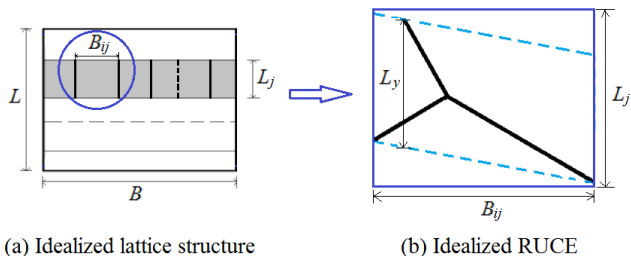 B_ij
L
L_j
B
L_y
L_j
B_ij
(a) Idealized lattice structure
(b) Idealized RUCE